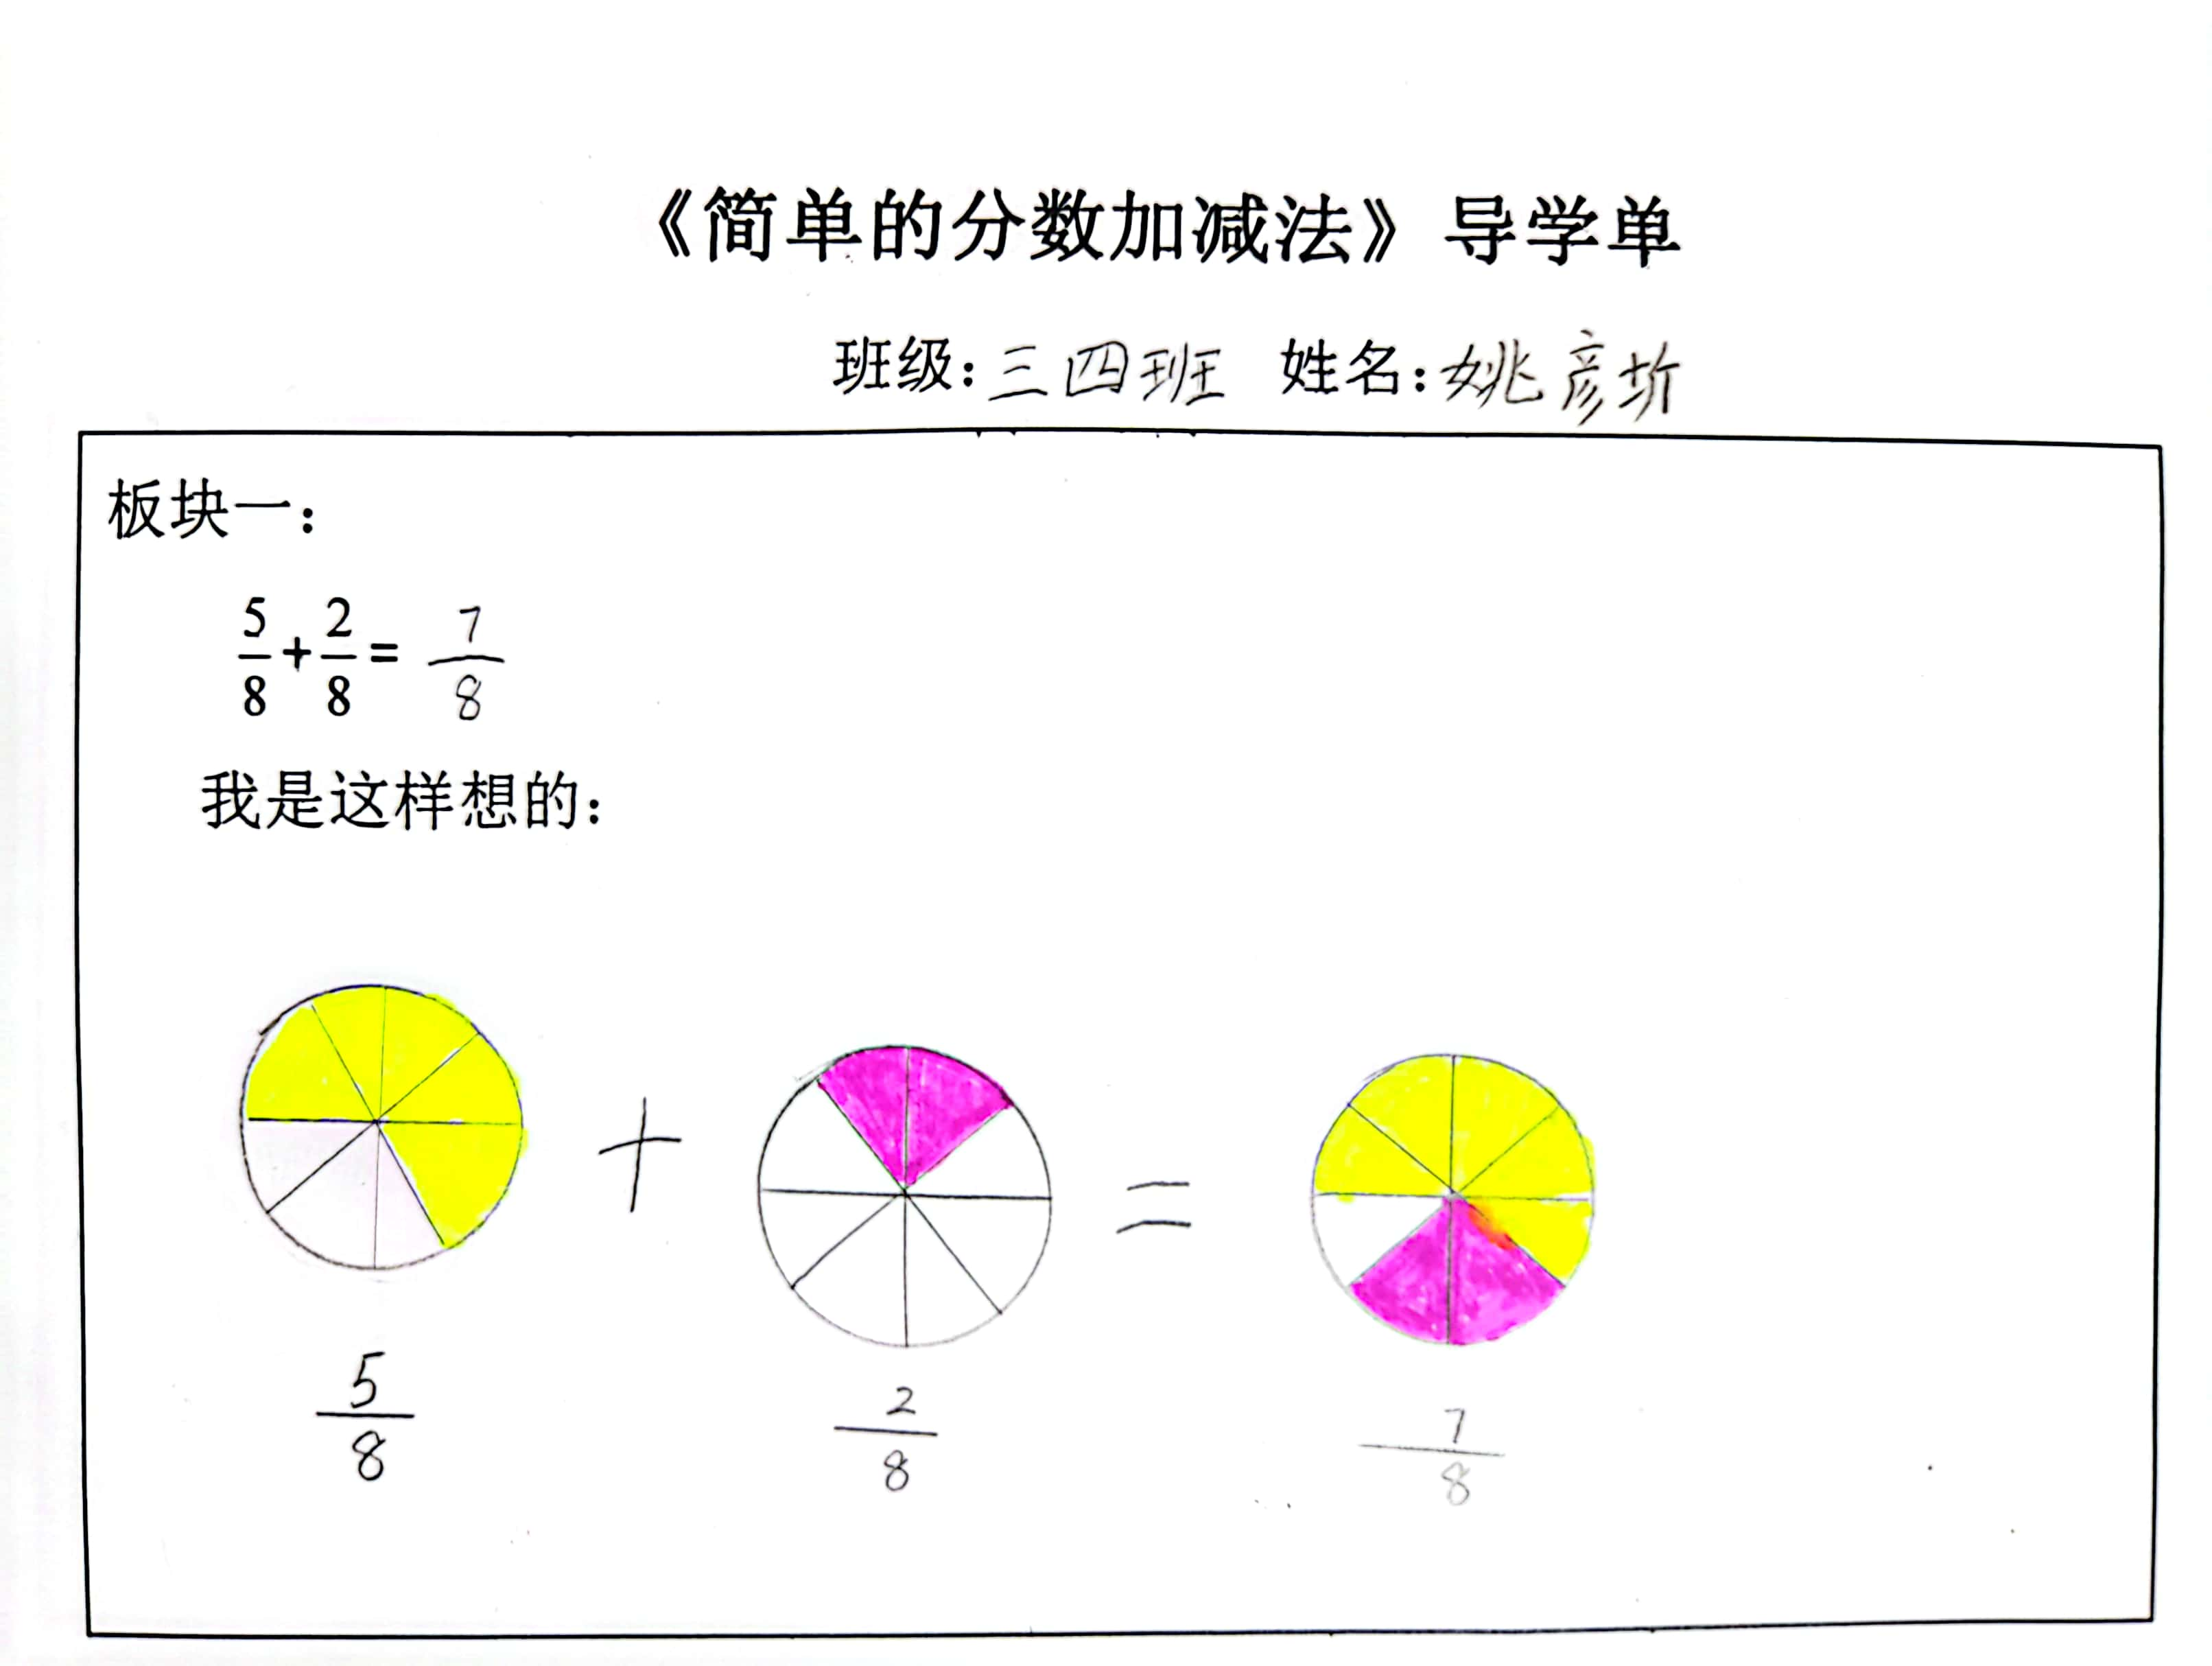 《简单的分数加减法》导学单
班级：三四班 姓名：姚彦圻
板块一：
5/8+2/8= 7/8
我是这样想的：
+ =
5/8 2/8 7/8